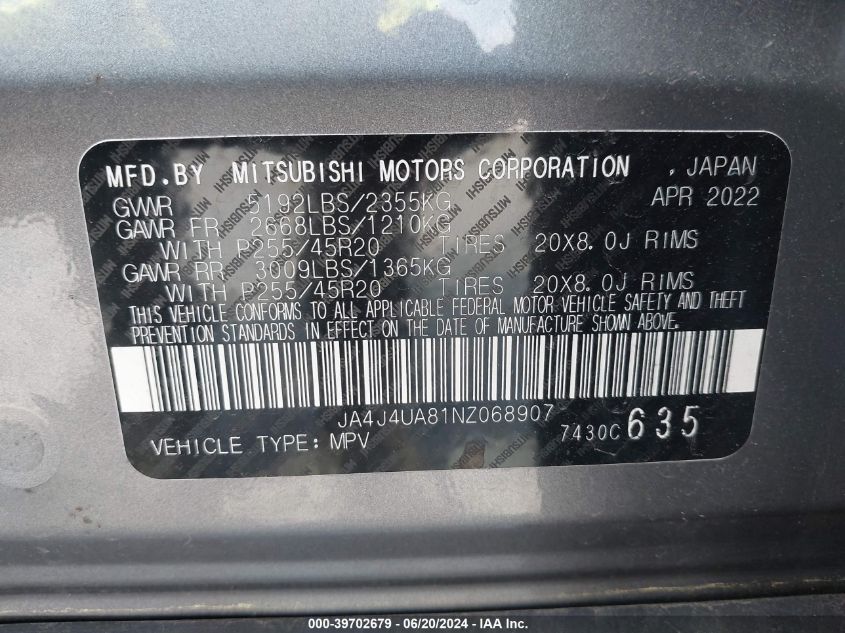 MFD.BY MITSUBISHI MOTORS CORPORATION , JAPAN
GVWR 5192LBS/2355KG APR 2022
GAWR FR 2668LBS/1210KG
WITH P255/45R20 TIRES 20X8.0J RIMS
GAWR RR 3009LBS/1365KG
WITH P255/45R20 TIRES 20X8.0J RIMS
THIS VEHICLE CONFORMS TO ALL APPLICABLE FEDERAL MOTOR VEHICLE SAFETY AND THEFT
PREVENTION STANDARDS IN EFFECT ON THE DATE OF MANUFACTURE SHOWN ABOVE.
JA4J4UA81NZ068907
VEHICLE TYPE: MPV 7430C 635
000-39702679 / 06/20/2024 - IAA Inc.